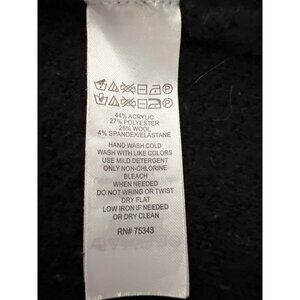 44% ACRYLIC
27% POLYESTER
25% WOOL
4% SPANDEX/ELASTANE
HAND WASH COLD
WASH WITH LIKE COLORS
USE MILD DETERGENT
ONLY NON-CHLORINE
BLEACH
WHEN NEEDED
DO NOT WRING OR TWIST
DRY FLAT
LOW IRON IF NEEDED
OR DRY CLEAN
RN# 75343